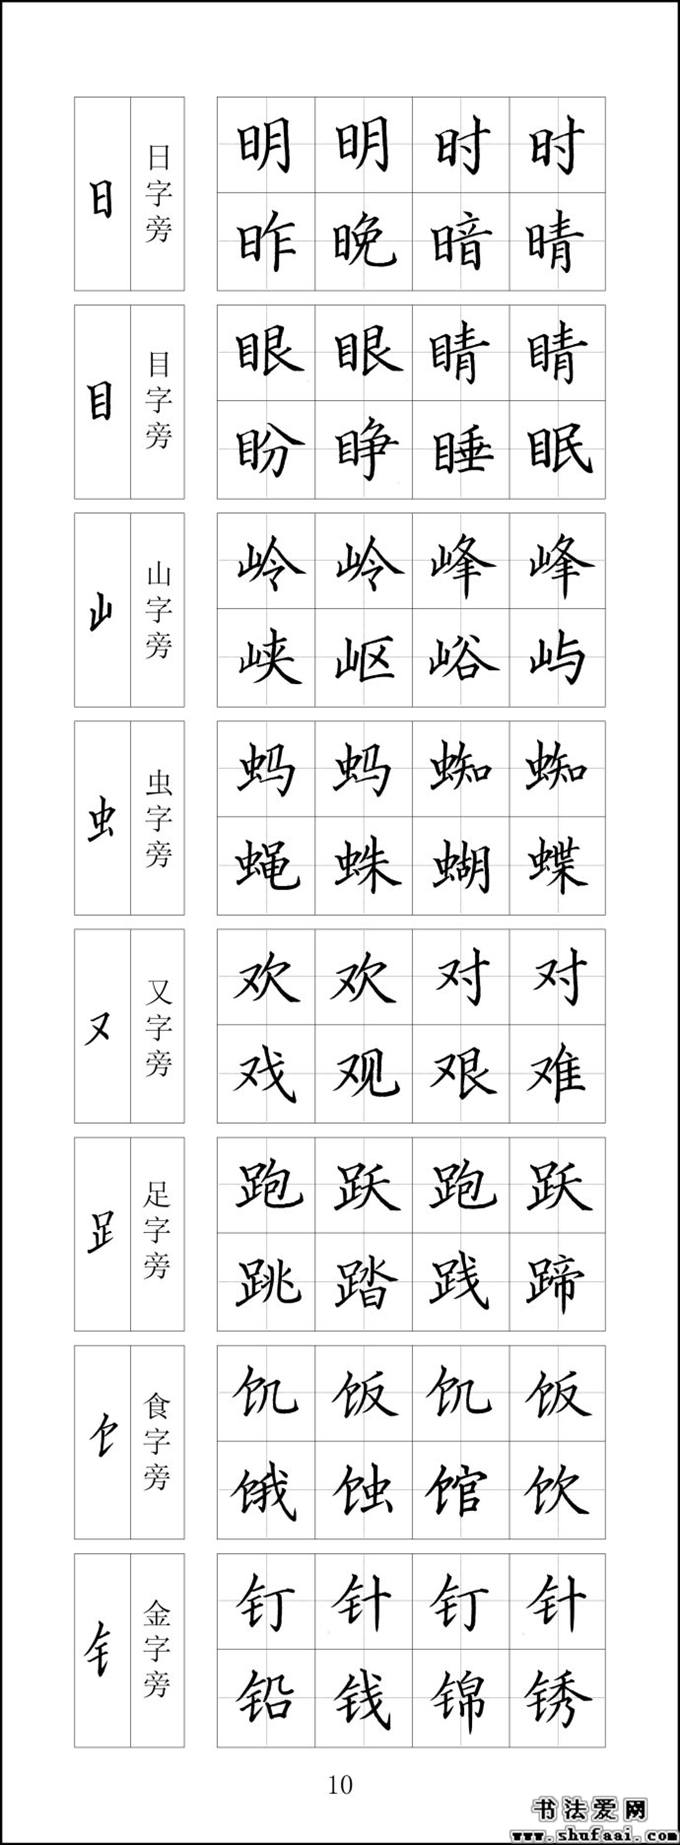 日 日字旁
明 明 时 时
昨 晚 暗 晴
目 目字旁
眼 眼 睛 睛
盼 睁 睡 眠
山 山字旁
岭 岭 峰 峰
峡 岖 峪 屿
虫 虫字旁
蚂 蚂 蜘 蜘
蝇 蛛 蝴 蝶
又 又字旁
欢 欢 对 对
戏 观 艰 难
𧾷 足字旁
跑 跃 跑 跃
跳 踏 践 蹄
饣 食字旁
饥 饭 饥 饭
饿 蚀 馆 饮
钅 金字旁
钉 针 钉 针
铅 钱 锦 锈
10
书法爱网
www.shufaai.com